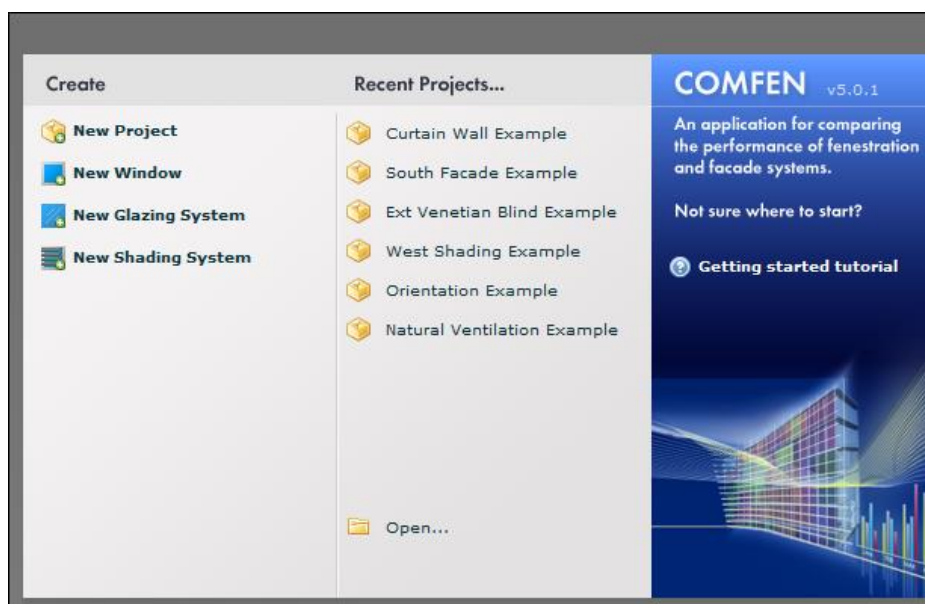 Create
New Project
New Window
New Glazing System
New Shading System
Recent Projects...
Curtain Wall Example
South Facade Example
Ext Venetian Blind Example
West Shading Example
Orientation Example
Natural Ventilation Example
Open...
COMFEN v5.0.1
An application for comparing
the performance of fenestration
and facade systems.
Not sure where to start?
Getting started tutorial